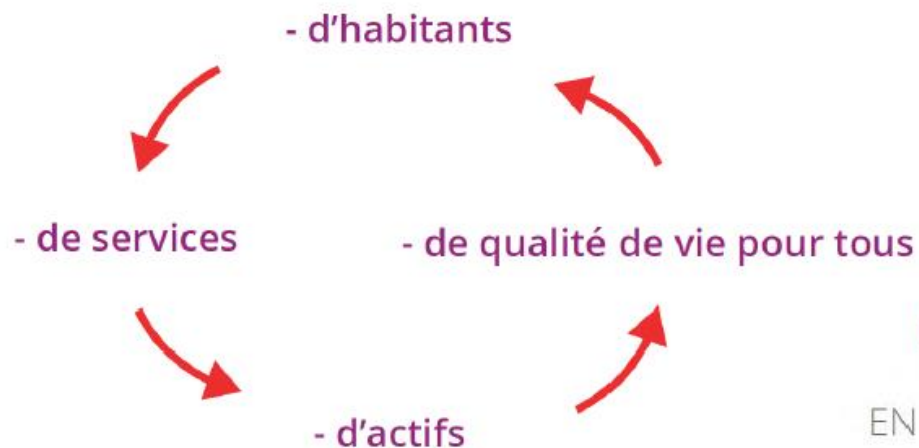 - d'habitants
- de services
- de qualité de vie pour tous
- d'actifs
EN